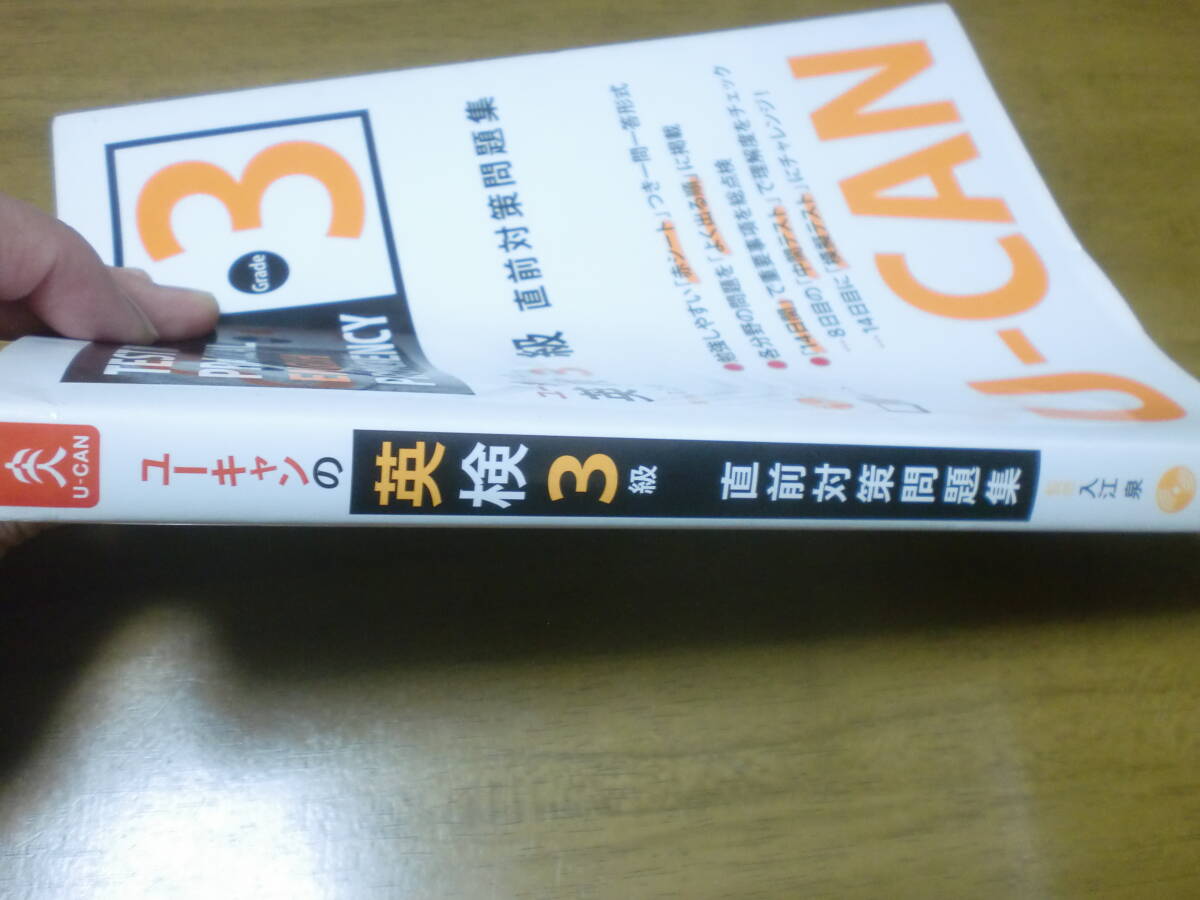 U-CAN
勉強しやすい「赤シート」つき一問一答形式
各分野の問題を「よく出る順」に掲載
「14日間」で重要事項を総点検
…8日目の「中間テスト」で理解度をチェック
…14日目に「模擬テスト」にチャレンジ!
級 直前対策問題集
3
Grade
TEST
PRA
PROFICIENCY
U-CAN
ユーキャンの
英検3級 直前対策問題集
入江 泉